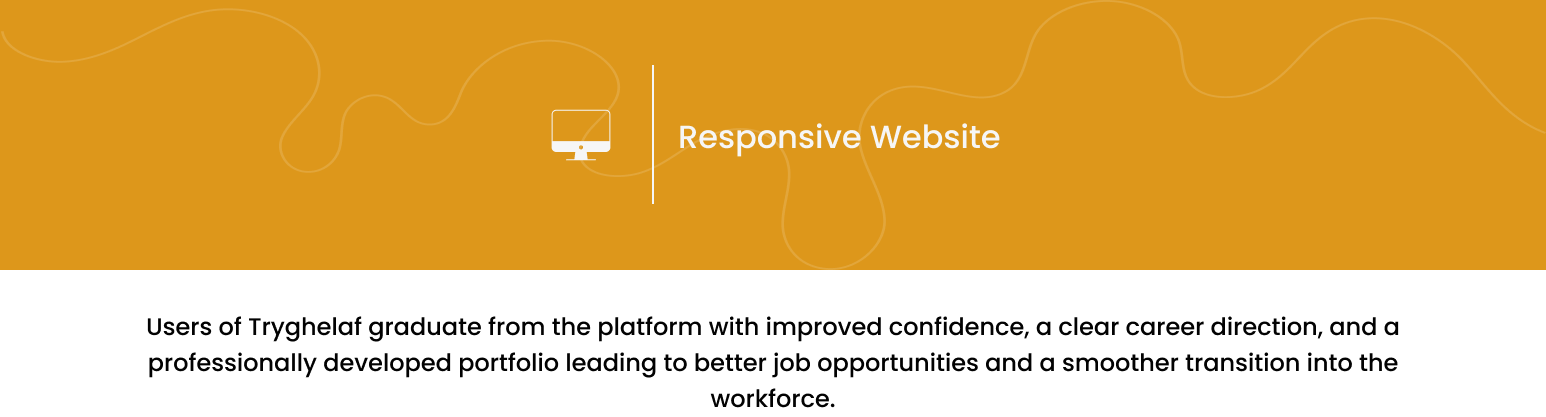 Responsive Website
Users of Tryghelaf graduate from the platform with improved confidence, a clear career direction, and a
professionally developed portfolio leading to better job opportunities and a smoother transition into the
workforce.